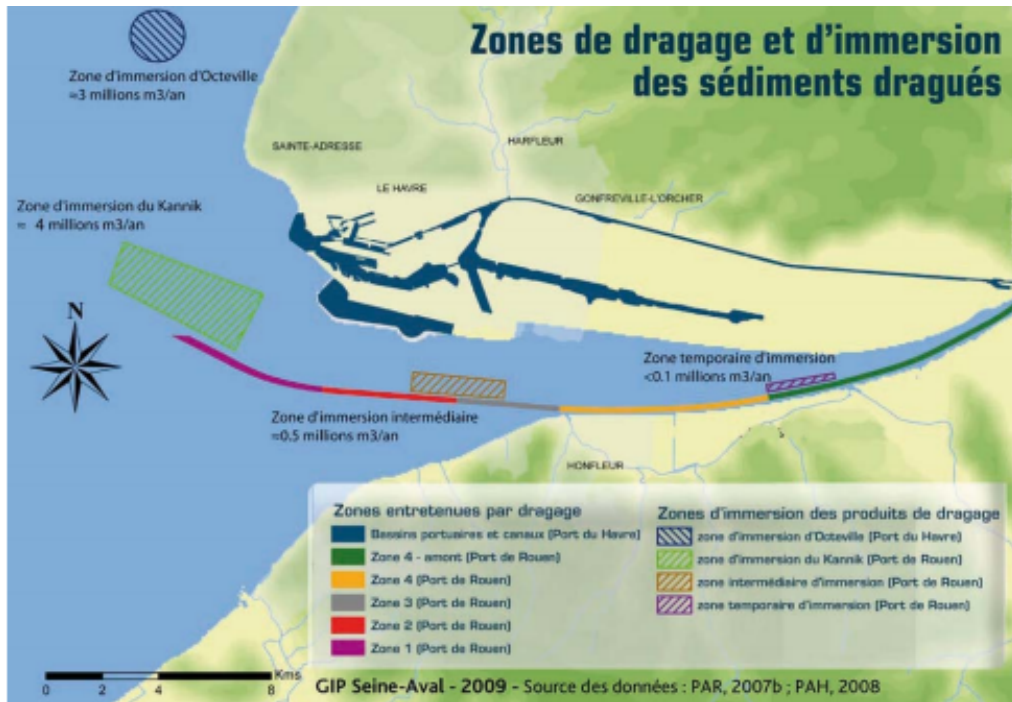 Zones de dragage et d'immersion
des sédiments dragués
Zone d'immersion d'Octeville
≈3 millions m3/an
SAINTE-ADRESSE
HARFLEUR
LE HAVRE
GONFREVILLE-L'ORCHER
Zone d'immersion du Kannik
≈ 4 millions m3/an
N
Zone temporaire d'immersion
<0.1 millions m3/an
Zone d'immersion intermédiaire
≈0.5 millions m3/an
HONFLEUR
Zones entretenues par dragage
Bassins portuaires et canaux (Port du Havre)
Zone 4 - amont (Port de Rouen)
Zone 4 (Port de Rouen)
Zone 3 (Port de Rouen)
Zone 2 (Port de Rouen)
Zone 1 (Port de Rouen)
Zones d'immersion des produits de dragage
zone d'immersion d'Octeville (Port du Havre)
zone d'immersion du Kannik (Port de Rouen)
zone intermédiaire d'immersion (Port de Rouen)
zone temporaire d'immersion (Port de Rouen)
Kms
0 2 4 8
GIP Seine-Aval - 2009 - Source des données : PAR, 2007b ; PAH, 2008